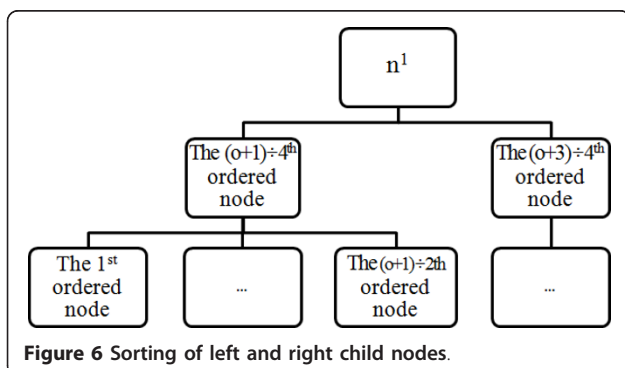 n¹
The (o+1)÷4ᵗʰ
ordered
node
The (o+3)÷4ᵗʰ
ordered
node
The 1ˢᵗ
ordered
node
...
The (o+1)÷2th
ordered
node
...
Figure 6 Sorting of left and right child nodes.